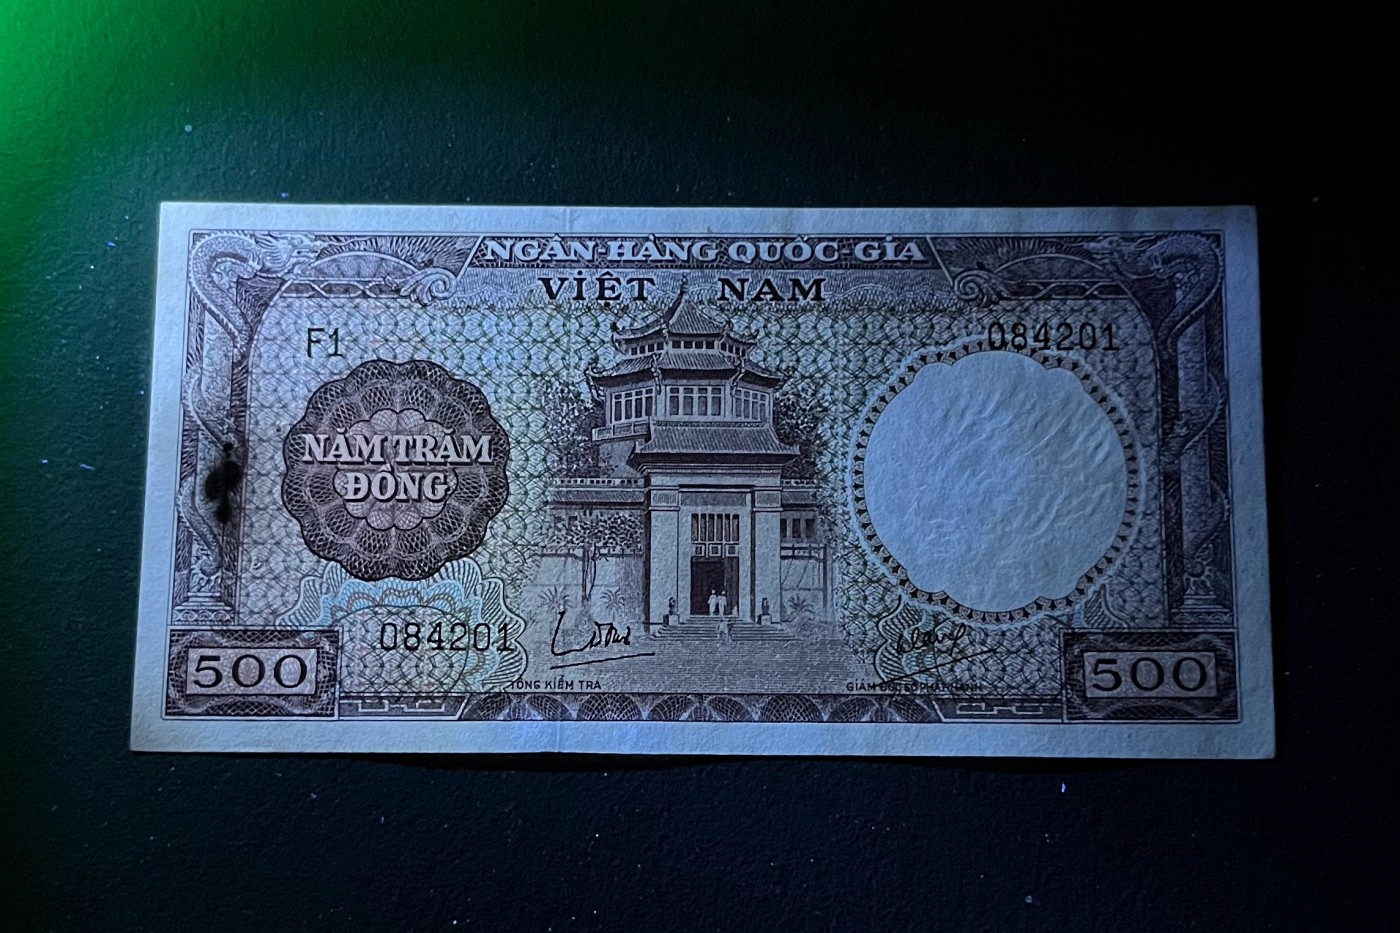 NGÂN HÀNG QUỐC-GIA
VIỆT NAM
F1
084201
NĂM TRĂM
ĐỒNG
084201
TỔNG KIỂM TRA
500
500